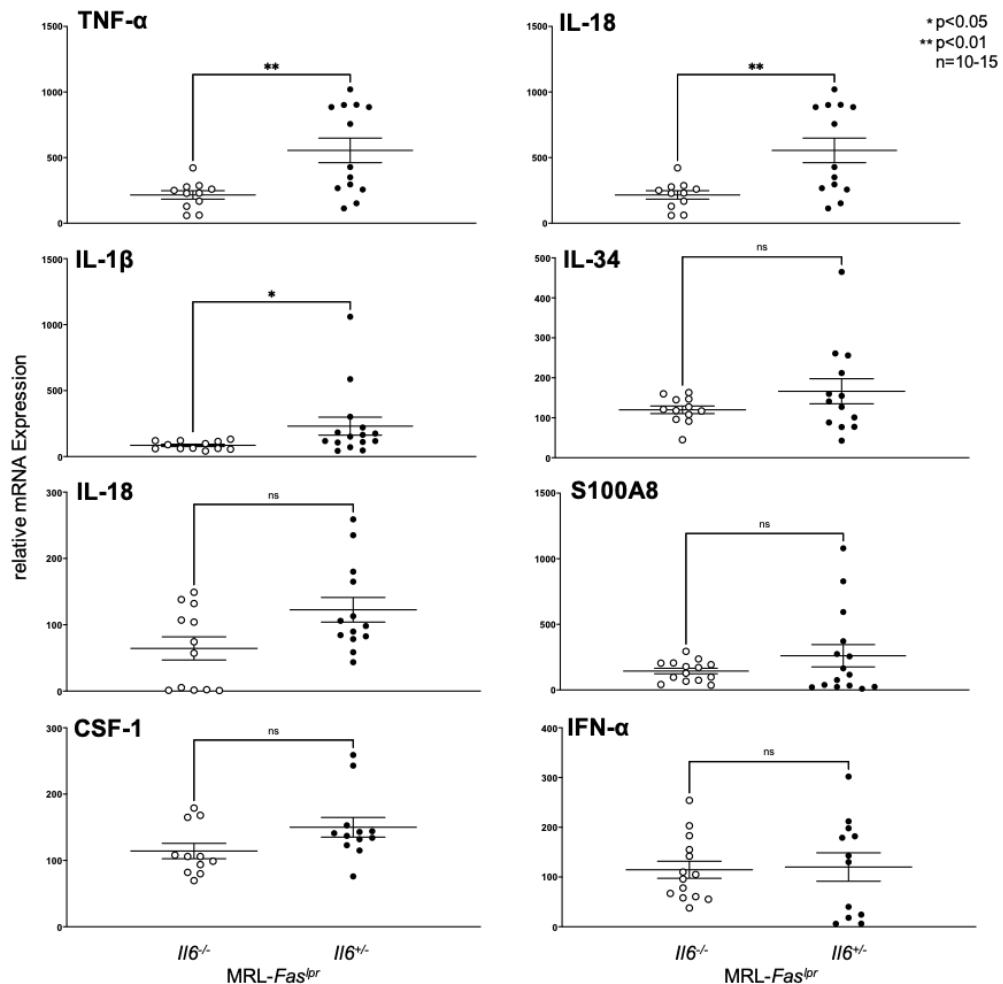 TNF-α
1500
1000
500
0
**
IL-18
1500
1000
500
0
**
* p<0.05
** p<0.01
n=10-15
IL-1β
1500
1000
500
0
*
IL-34
500
400
300
200
100
0
ns
relative mRNA Expression
IL-18
300
200
100
0
ns
S100A8
1500
1000
500
0
ns
CSF-1
300
200
100
0
ns
IFN-α
400
300
200
100
0
ns
Il6-/- Il6+/-
MRL-Faslpr
Il6-/- Il6+/-
MRL-Faslpr